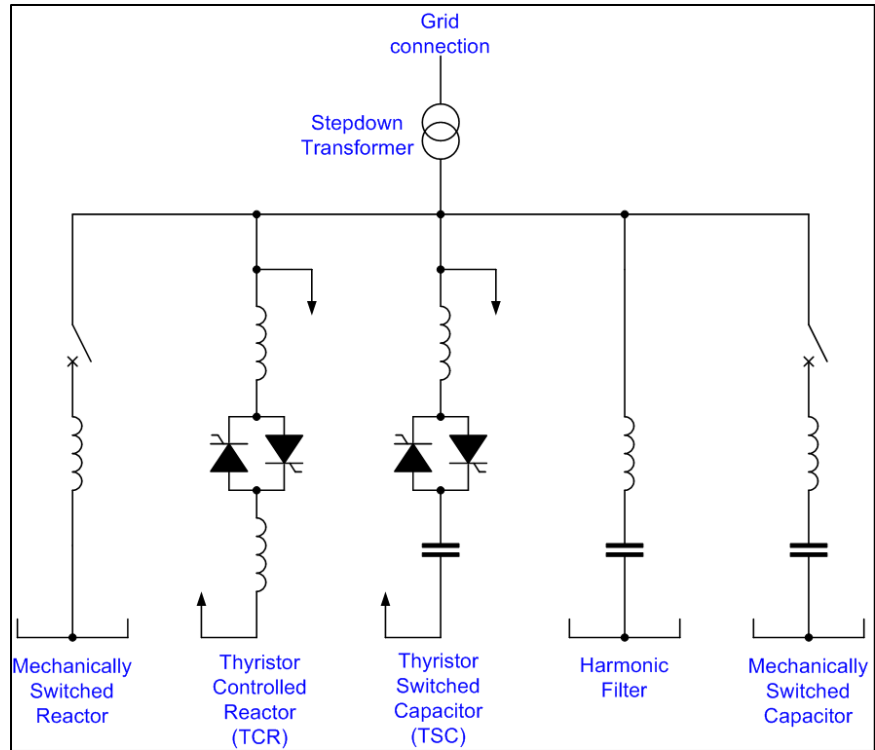 Grid
connection
Stepdown
Transformer
Mechanically
Switched
Reactor
Thyristor
Controlled
Reactor
(TCR)
Thyristor
Switched
Capacitor
(TSC)
Harmonic
Filter
Mechanically
Switched
Capacitor